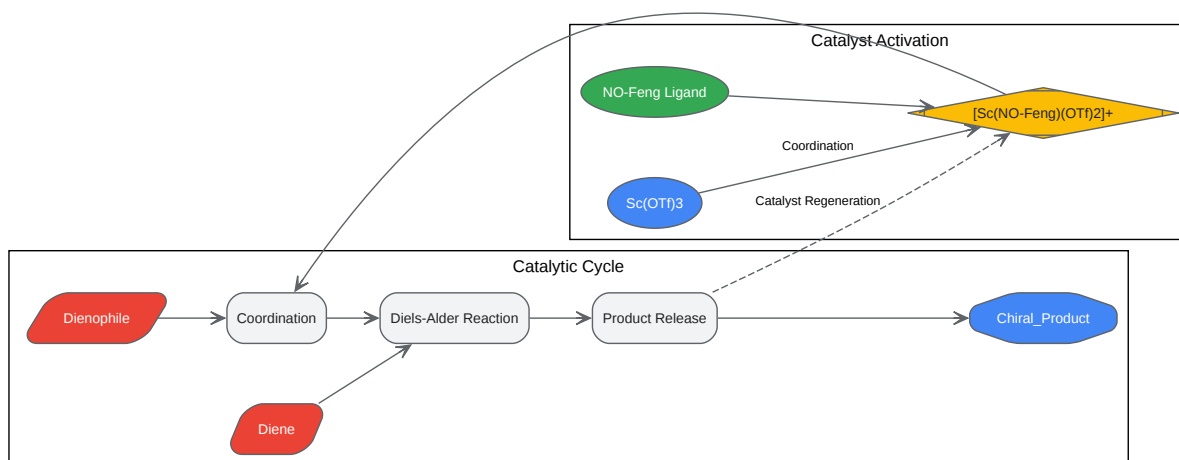 Catalyst Activation
NO-Feng Ligand
[Sc(NO-Feng)(OTf)2]+
Coordination
Sc(OTf)3
Catalyst Regeneration
Catalytic Cycle
Dienophile
Coordination
Diels-Alder Reaction
Product Release
Chiral_Product
Diene